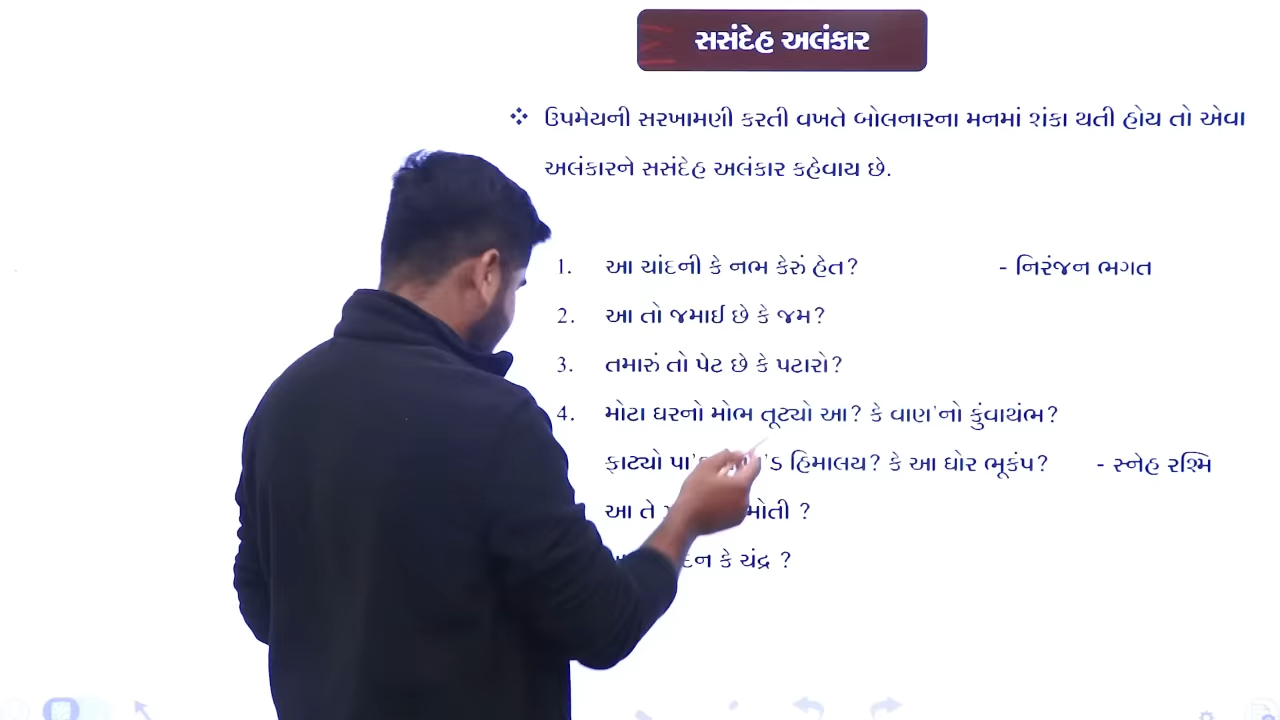 સસંદેહ અલંકાર
❖ ઉપમેયની સરખામણી કરતી વખતે બોલનારના મનમાં શંકા થતી હોય તો એવા
અલંકારને સસંદેહ અલંકાર કહેવાય છે.
1. આ ચાંદની કે નભ કેરું હેત? - નિરંજન ભગત
2. આ તો જમાઈ છે કે જમ?
3. તમારું તો પેટ છે કે પટારો?
4. મોટા ઘરનો મોભ તૂટ્યો આ? કે વાણ'નો કુંવાથંભ?
ફાટ્યો હિમાલય? કે આ ઘોર ભૂકંપ? - સ્નેહ રશ્મિ
આ તે મોતી ?
કે ચંદ્ર ?